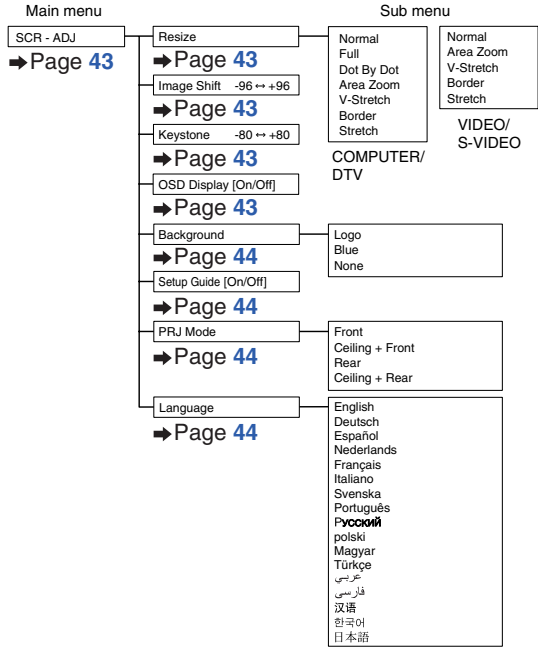 Main menu
Sub menu
SCR - ADJ
➡Page 43
Resize
➡Page 43
Image Shift -96 ↔ +96
➡Page 43
Keystone -80 ↔ +80
➡Page 43
OSD Display [On/Off]
➡Page 43
Background
➡Page 44
Setup Guide [On/Off]
➡Page 44
PRJ Mode
➡Page 44
Language
➡Page 44
Normal
Full
Dot By Dot
Area Zoom
V-Stretch
Border
Stretch
COMPUTER/
DTV
Normal
Area Zoom
V-Stretch
Border
Stretch
VIDEO/
S-VIDEO
Logo
Blue
None
Front
Ceiling + Front
Rear
Ceiling + Rear
English
Deutsch
Español
Nederlands
Français
Italiano
Svenska
Português
Русский
polski
Magyar
Türkçe
عربي
فارسی
汉语
한국어
日本語